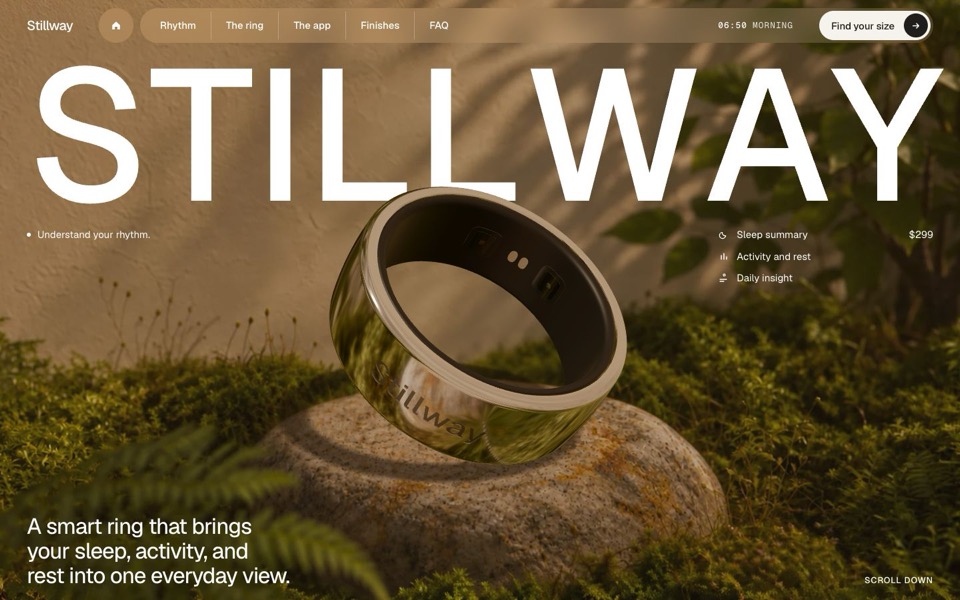 Stillway
Rhythm
The ring
The app
Finishes
FAQ
06:50 MORNING
Find your size
STILLWAY
Understand your rhythm.
Sleep summary
$299
Activity and rest
Daily insight
Stillway
A smart ring that brings
your sleep, activity, and
rest into one everyday view.
SCROLL DOWN